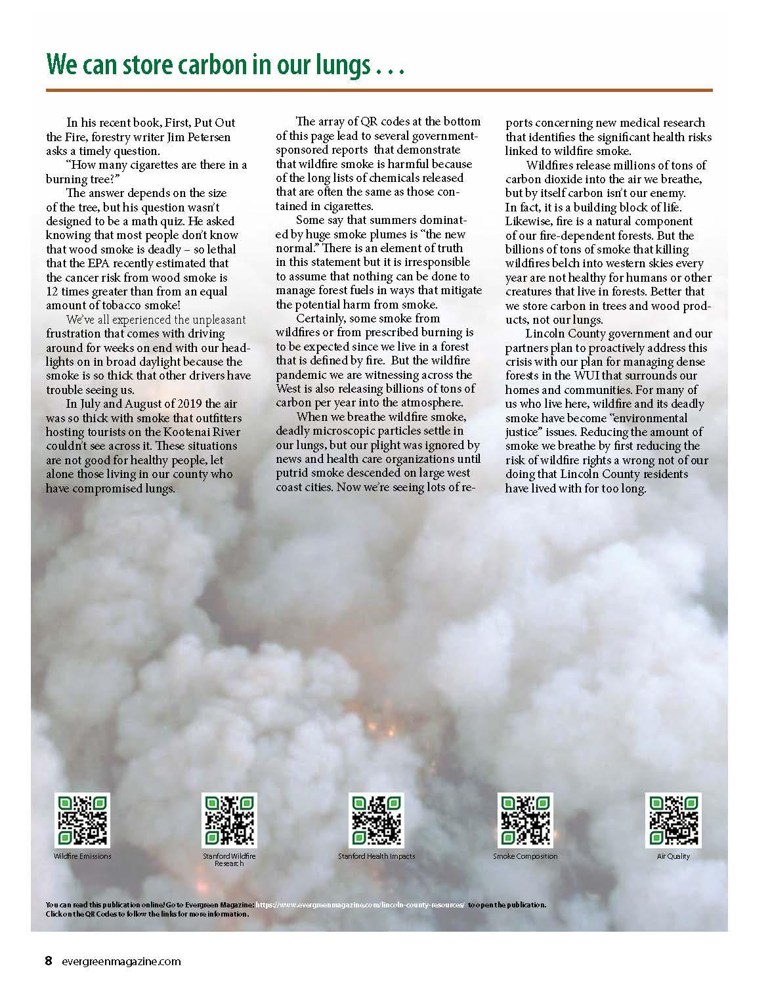 We can store carbon in our lungs . . .
In his recent book, First, Put Out
the Fire, forestry writer Jim Petersen
asks a timely question.
“How many cigarettes are there in a
burning tree?”
The answer depends on the size
of the tree, but his question wasn’t
designed to be a math quiz. He asked
knowing that most people don’t know
that wood smoke is deadly – so lethal
that the EPA recently estimated that
the cancer risk from wood smoke is
12 times greater than from an equal
amount of tobacco smoke!
We’ve all experienced the unpleasant
frustration that comes with driving
around for weeks on end with our head-
lights on in broad daylight because the
smoke is so thick that other drivers have
trouble seeing us.
In July and August of 2019 the air
was so thick with smoke that outfitters
hosting tourists on the Kootenai River
couldn’t see across it. These situations
are not good for healthy people, let
alone those living in our county who
have compromised lungs.
The array of QR codes at the bottom
of this page lead to several government-
sponsored reports that demonstrate
that wildfire smoke is harmful because
of the long lists of chemicals released
that are often the same as those con-
tained in cigarettes.
Some say that summers dominat-
ed by huge smoke plumes is “the new
normal.” There is an element of truth
in this statement but it is irresponsible
to assume that nothing can be done to
manage forest fuels in ways that mitigate
the potential harm from smoke.
Certainly, some smoke from
wildfires or from prescribed burning is
to be expected since we live in a forest
that is defined by fire. But the wildfire
pandemic we are witnessing across the
West is also releasing billions of tons of
carbon per year into the atmosphere.
When we breathe wildfire smoke,
deadly microscopic particles settle in
our lungs, but our plight was ignored by
news and health care organizations until
putrid smoke descended on large west
coast cities. Now we’re seeing lots of re-
ports concerning new medical research
that identifies the significant health risks
linked to wildfire smoke.
Wildfires release millions of tons of
carbon dioxide into the air we breathe,
but by itself carbon isn’t our enemy.
In fact, it is a building block of life.
Likewise, fire is a natural component
of our fire-dependent forests. But the
billions of tons of smoke that killing
wildfires belch into western skies every
year are not healthy for humans or other
creatures that live in forests. Better that
we store carbon in trees and wood prod-
ucts, not our lungs.
Lincoln County government and our
partners plan to proactively address this
crisis with our plan for managing dense
forests in the WUI that surrounds our
homes and communities. For many of
us who live here, wildfire and its deadly
smoke have become “environmental
justice” issues. Reducing the amount of
smoke we breathe by first reducing the
risk of wildfire rights a wrong not of our
doing that Lincoln County residents
have lived with for too long.
Wildfire Emissions
Stanford Wildfire
Research
Stanford Health Impacts
Smoke Composition
Air Quality
You can read this publication online! Go to Evergreen Magazine: https://www.evergreenmagazine.com/lincoln-county-resources/ to open the publication.
Click on the QR Codes to follow the links for more information.
8 evergreenmagazine.com